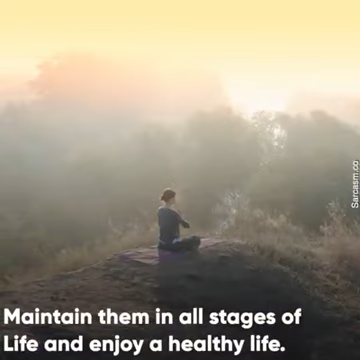 Sarcasm.co
Maintain them in all stages of
Life and enjoy a healthy life.